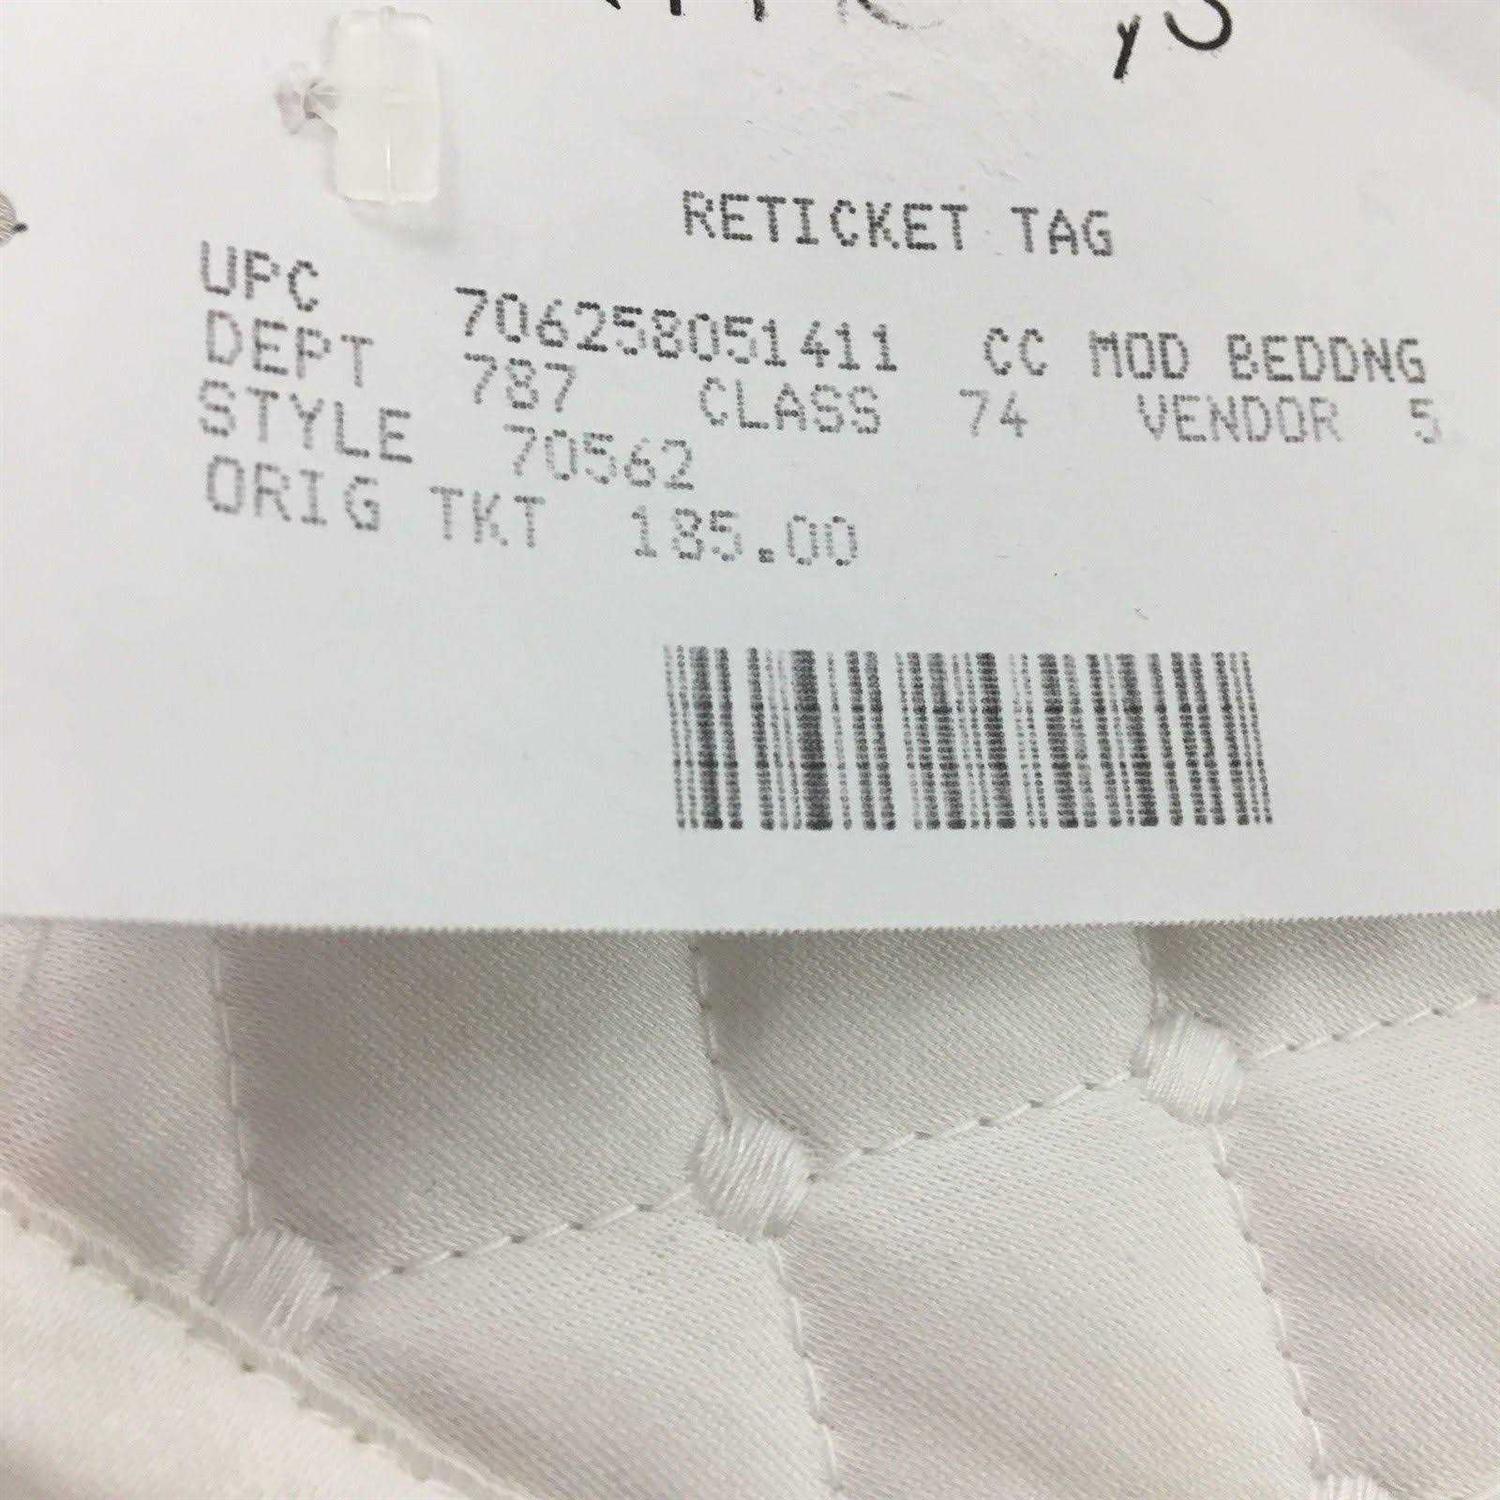 RETICKET TAG
UPC 706258051411 CC MOD BEDDNG
DEPT 787 CLASS 74 VENDOR 5
STYLE 70562
ORIG TKT 185.00